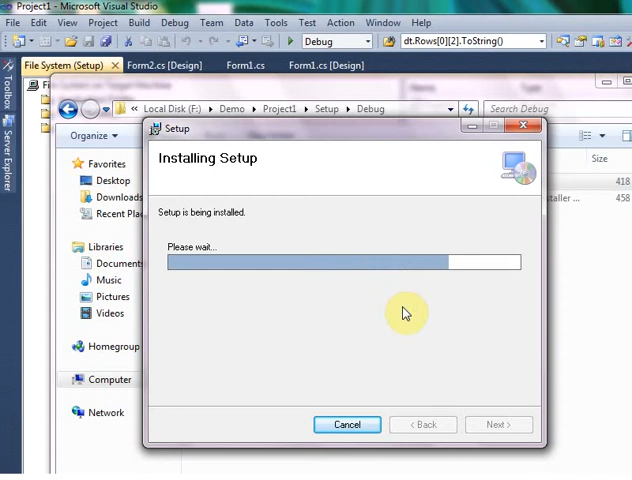 Project1 - Microsoft Visual Studio
File Edit View Project Build Debug Team Data Tools Test Action Window Help
Debug dt.Rows[0][2].ToString()
File System (Setup) Form2.cs [Design] Form1.cs Form1.cs [Design]
Toolbox
Server Explorer
« Local Disk (F:) Demo Project1 Setup Debug
Search Debug
Organize
Size
Favorites
Desktop
Downloads
Recent Plac
Libraries
Documents
Music
Pictures
Videos
Homegroup
Computer
Network
418
458
Setup
Installing Setup
Setup is being installed.
Please wait...
Cancel
< Back
Next >